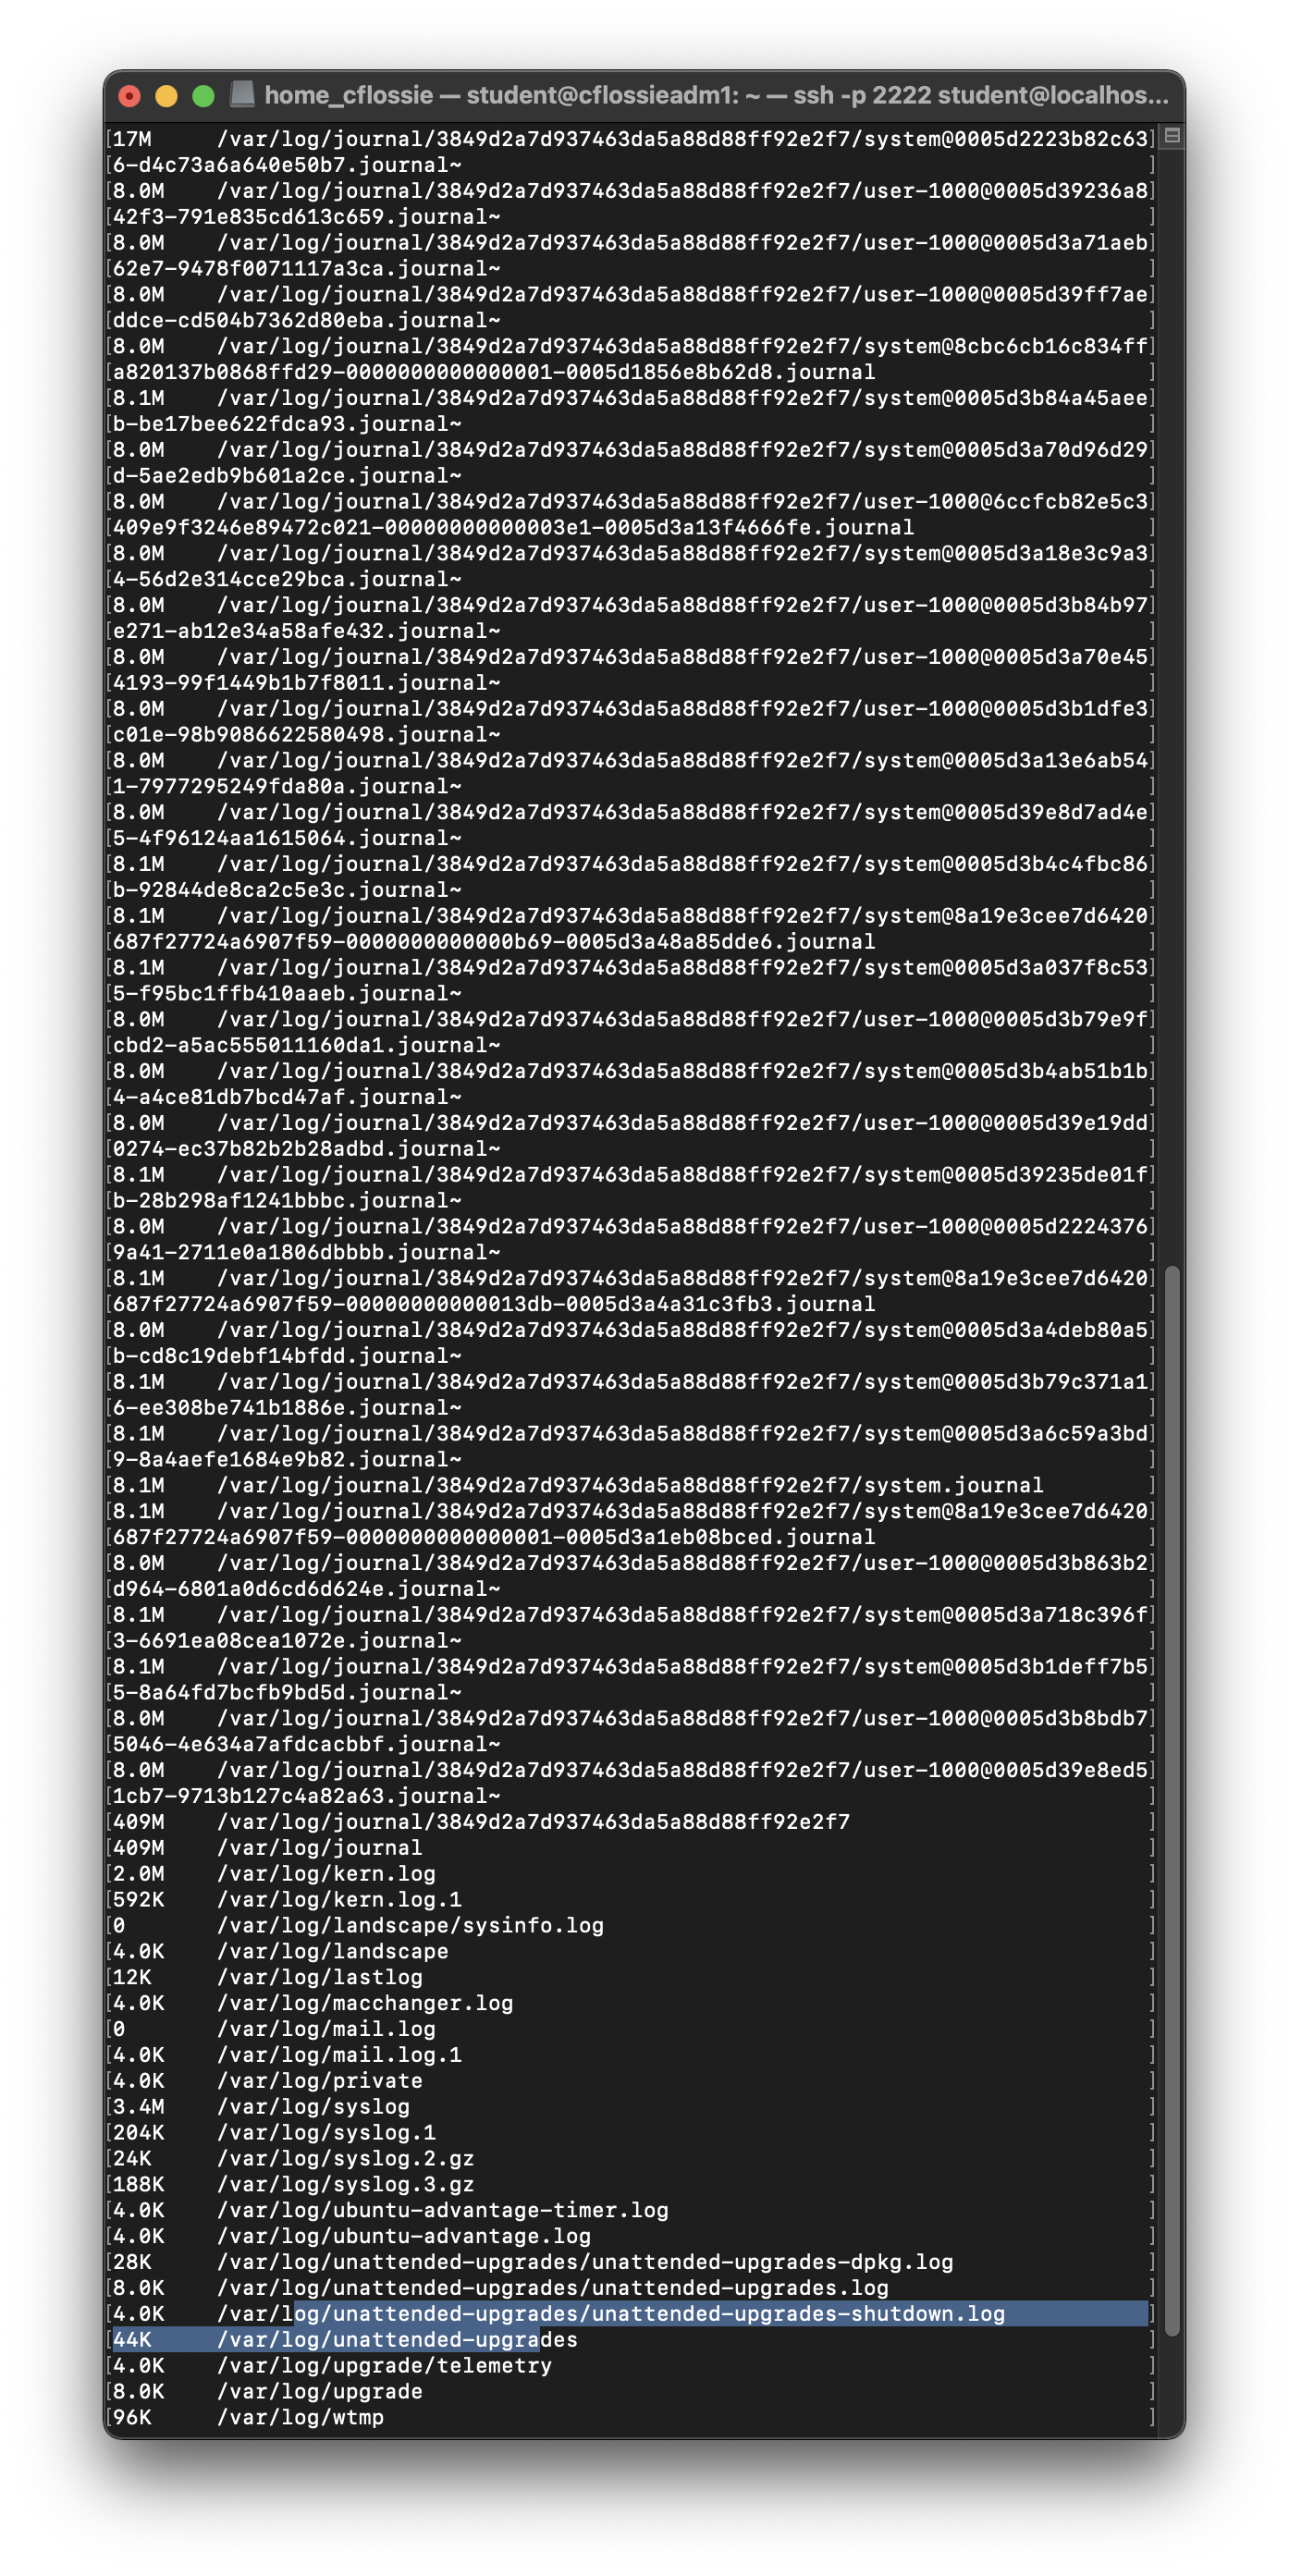 home_cflossie — student@cflossieadm1: ~ — ssh -p 2222 student@localhos...
[17M     /var/log/journal/3849d2a7d937463da5a88d88ff92e2f7/system@0005d2223b82c63]
[6-d4c73a6a640e50b7.journal~ ]
[8.0M    /var/log/journal/3849d2a7d937463da5a88d88ff92e2f7/user-1000@0005d39236a8]
[42f3-791e835cd613c659.journal~ ]
[8.0M    /var/log/journal/3849d2a7d937463da5a88d88ff92e2f7/user-1000@0005d3a71aeb]
[62e7-9478f0071117a3ca.journal~ ]
[8.0M    /var/log/journal/3849d2a7d937463da5a88d88ff92e2f7/user-1000@0005d39ff7ae]
[ddce-cd504b7362d80eba.journal~ ]
[8.0M    /var/log/journal/3849d2a7d937463da5a88d88ff92e2f7/system@8cbc6cb16c834ff]
[a820137b0868ffd29-0000000000000001-0005d1856e8b62d8.journal ]
[8.1M    /var/log/journal/3849d2a7d937463da5a88d88ff92e2f7/system@0005d3b84a45aee]
[b-be17bee622fdca93.journal~ ]
[8.0M    /var/log/journal/3849d2a7d937463da5a88d88ff92e2f7/system@0005d3a70d96d29]
[d-5ae2edb9b601a2ce.journal~ ]
[8.0M    /var/log/journal/3849d2a7d937463da5a88d88ff92e2f7/user-1000@6ccfcb82e5c3]
[409e9f3246e89472c021-00000000000003e1-0005d3a13f4666fe.journal ]
[8.0M    /var/log/journal/3849d2a7d937463da5a88d88ff92e2f7/system@0005d3a18e3c9a3]
[4-56d2e314cce29bca.journal~ ]
[8.0M    /var/log/journal/3849d2a7d937463da5a88d88ff92e2f7/user-1000@0005d3b84b97]
[e271-ab12e34a58afe432.journal~ ]
[8.0M    /var/log/journal/3849d2a7d937463da5a88d88ff92e2f7/user-1000@0005d3a70e45]
[4193-99f1449b1b7f8011.journal~ ]
[8.0M    /var/log/journal/3849d2a7d937463da5a88d88ff92e2f7/user-1000@0005d3b1dfe3]
[c01e-98b9086622580498.journal~ ]
[8.0M    /var/log/journal/3849d2a7d937463da5a88d88ff92e2f7/system@0005d3a13e6ab54]
[1-7977295249fda80a.journal~ ]
[8.0M    /var/log/journal/3849d2a7d937463da5a88d88ff92e2f7/system@0005d39e8d7ad4e]
[5-4f96124aa1615064.journal~ ]
[8.1M    /var/log/journal/3849d2a7d937463da5a88d88ff92e2f7/system@0005d3b4c4fbc86]
[b-92844de8ca2c5e3c.journal~ ]
[8.1M    /var/log/journal/3849d2a7d937463da5a88d88ff92e2f7/system@8a19e3cee7d6420]
[687f27724a6907f59-0000000000000b69-0005d3a48a85dde6.journal ]
[8.1M    /var/log/journal/3849d2a7d937463da5a88d88ff92e2f7/system@0005d3a037f8c53]
[5-f95bc1ffb410aaeb.journal~ ]
[8.0M    /var/log/journal/3849d2a7d937463da5a88d88ff92e2f7/user-1000@0005d3b79e9f]
[cbd2-a5ac555011160da1.journal~ ]
[8.0M    /var/log/journal/3849d2a7d937463da5a88d88ff92e2f7/system@0005d3b4ab51b1b]
[4-a4ce81db7bcd47af.journal~ ]
[8.0M    /var/log/journal/3849d2a7d937463da5a88d88ff92e2f7/user-1000@0005d39e19dd]
[0274-ec37b82b2b28adbd.journal~ ]
[8.1M    /var/log/journal/3849d2a7d937463da5a88d88ff92e2f7/system@0005d39235de01f]
[b-28b298af1241bbbc.journal~ ]
[8.0M    /var/log/journal/3849d2a7d937463da5a88d88ff92e2f7/user-1000@0005d2224376]
[9a41-2711e0a1806dbbbb.journal~ ]
[8.1M    /var/log/journal/3849d2a7d937463da5a88d88ff92e2f7/system@8a19e3cee7d6420]
[687f27724a6907f59-00000000000013db-0005d3a4a31c3fb3.journal ]
[8.0M    /var/log/journal/3849d2a7d937463da5a88d88ff92e2f7/system@0005d3a4deb80a5]
[b-cd8c19debf14bfdd.journal~ ]
[8.1M    /var/log/journal/3849d2a7d937463da5a88d88ff92e2f7/system@0005d3b79c371a1]
[6-ee308be741b1886e.journal~ ]
[8.1M    /var/log/journal/3849d2a7d937463da5a88d88ff92e2f7/system@0005d3a6c59a3bd]
[9-8a4aefe1684e9b82.journal~ ]
[8.1M    /var/log/journal/3849d2a7d937463da5a88d88ff92e2f7/system.journal ]
[8.1M    /var/log/journal/3849d2a7d937463da5a88d88ff92e2f7/system@8a19e3cee7d6420]
[687f27724a6907f59-0000000000000001-0005d3a1eb08bced.journal ]
[8.0M    /var/log/journal/3849d2a7d937463da5a88d88ff92e2f7/user-1000@0005d3b863b2]
[d964-6801a0d6cd6d624e.journal~ ]
[8.1M    /var/log/journal/3849d2a7d937463da5a88d88ff92e2f7/system@0005d3a718c396f]
[3-6691ea08cea1072e.journal~ ]
[8.1M    /var/log/journal/3849d2a7d937463da5a88d88ff92e2f7/system@0005d3b1deff7b5]
[5-8a64fd7bcfb9bd5d.journal~ ]
[8.0M    /var/log/journal/3849d2a7d937463da5a88d88ff92e2f7/user-1000@0005d3b8bdb7]
[5046-4e634a7afdcacbbf.journal~ ]
[8.0M    /var/log/journal/3849d2a7d937463da5a88d88ff92e2f7/user-1000@0005d39e8ed5]
[1cb7-9713b127c4a82a63.journal~ ]
[409M    /var/log/journal/3849d2a7d937463da5a88d88ff92e2f7 ]
[409M    /var/log/journal ]
[2.0M    /var/log/kern.log ]
[592K    /var/log/kern.log.1 ]
[0       /var/log/landscape/sysinfo.log ]
[4.0K    /var/log/landscape ]
[12K     /var/log/lastlog ]
[4.0K    /var/log/macchanger.log ]
[0       /var/log/mail.log ]
[4.0K    /var/log/mail.log.1 ]
[4.0K    /var/log/private ]
[3.4M    /var/log/syslog ]
[204K    /var/log/syslog.1 ]
[24K     /var/log/syslog.2.gz ]
[188K    /var/log/syslog.3.gz ]
[4.0K    /var/log/ubuntu-advantage-timer.log ]
[4.0K    /var/log/ubuntu-advantage.log ]
[28K     /var/log/unattended-upgrades/unattended-upgrades-dpkg.log ]
[8.0K    /var/log/unattended-upgrades/unattended-upgrades.log ]
[4.0K    /var/log/unattended-upgrades/unattended-upgrades-shutdown.log ]
[44K     /var/log/unattended-upgrades ]
[4.0K    /var/log/upgrade/telemetry ]
[8.0K    /var/log/upgrade ]
[96K     /var/log/wtmp ]